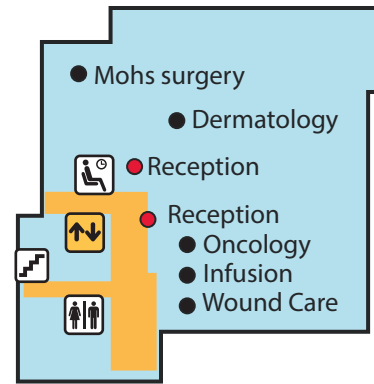 Mohs surgery
Dermatology
Reception
Reception
Oncology
Infusion
Wound Care